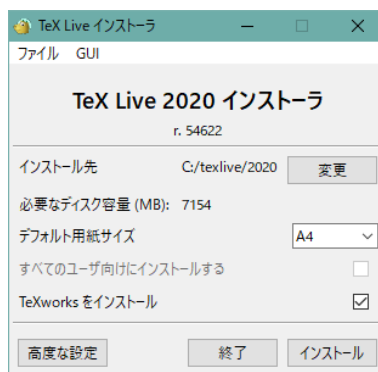 TeX Live インストーラ
ファイル GUI
TeX Live 2020 インストーラ
r. 54622
インストール先 C:/texlive/2020 変更
必要なディスク容量 (MB): 7154
デフォルト用紙サイズ A4
すべてのユーザ向けにインストールする
TeXworks をインストール
高度な設定 終了 インストール